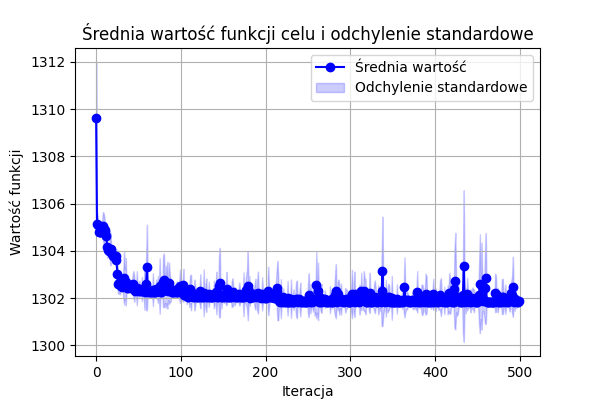 Średnia wartość funkcji celu i odchylenie standardowe
Średnia wartość
Odchylenie standardowe
Wartość funkcji
1312
1310
1308
1306
1304
1302
1300
0 100 200 300 400 500
Iteracja